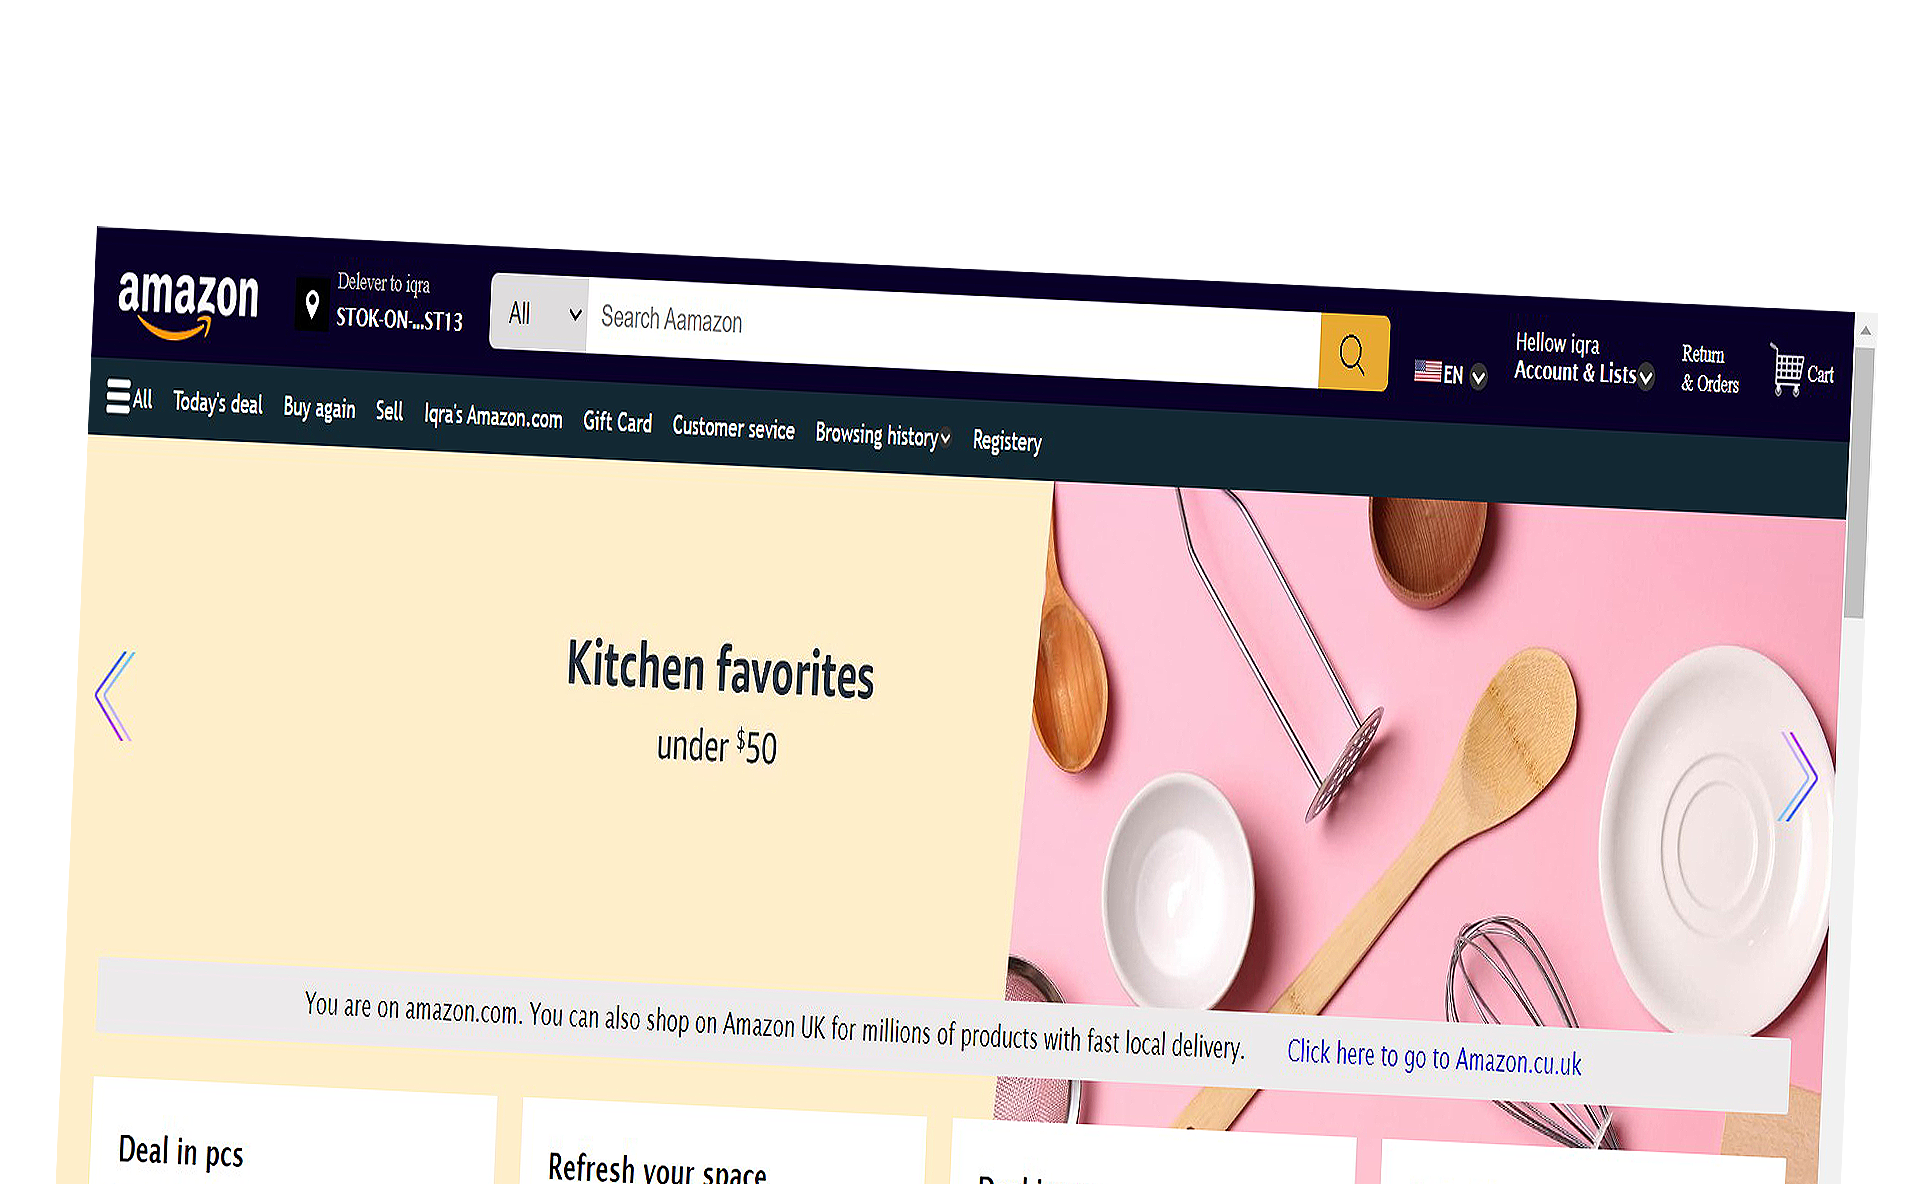 amazon
Delever to iqra
STOK-ON-...ST13
All
Search Aamazon
EN
Hellow iqra
Account & Lists
Return
& Orders
Cart
All
Today's deal
Buy again
Sell
Iqra's Amazon.com
Gift Card
Customer sevice
Browsing history
Registery
Kitchen favorites
under $50
You are on amazon.com. You can also shop on Amazon UK for millions of products with fast local delivery.
Click here to go to Amazon.cu.uk
Deal in pcs
Refresh your space